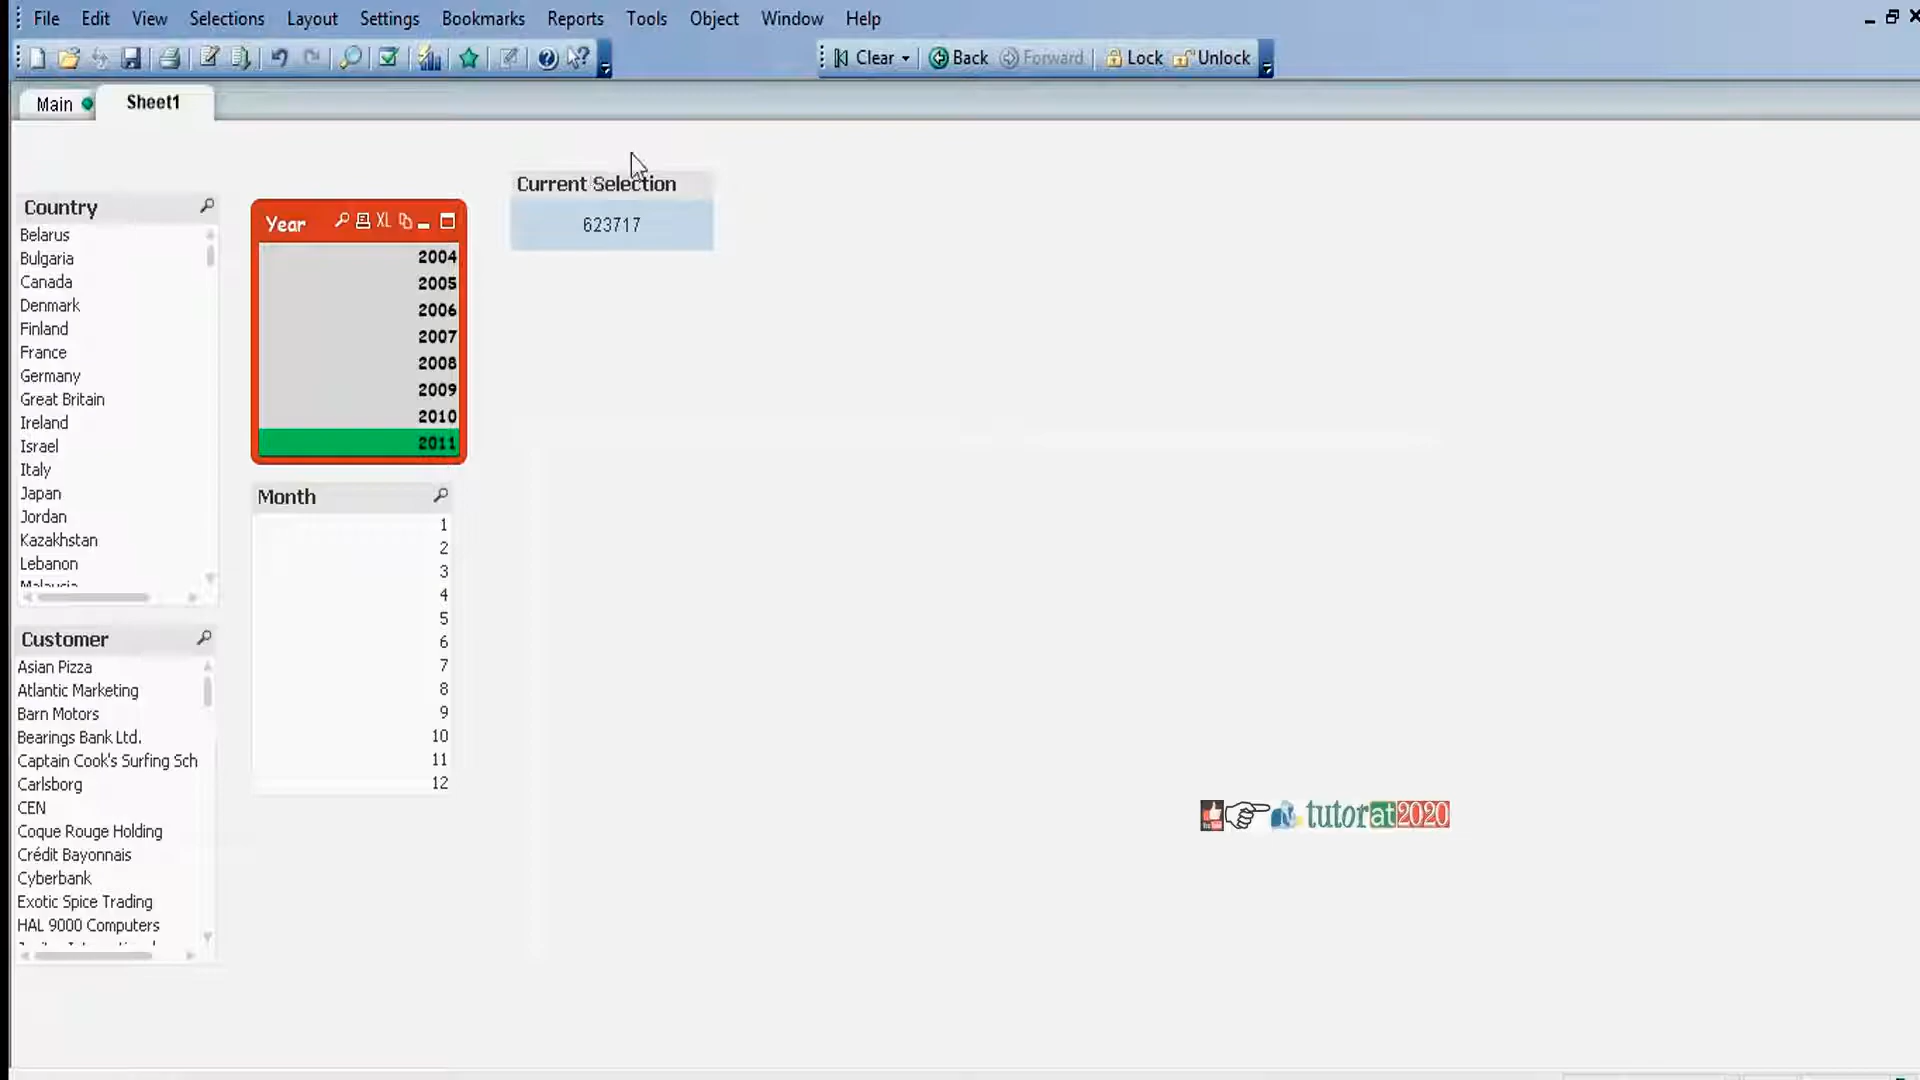 File Edit View Selections Layout Settings Bookmarks Reports Tools Object Window Help
Clear Back Forward Lock Unlock
Main Sheet1
Current Selection
623717
Country
Belarus
Bulgaria
Canada
Denmark
Finland
France
Germany
Great Britain
Ireland
Israel
Italy
Japan
Jordan
Kazakhstan
Lebanon
Malaysia
Year XL
2004
2005
2006
2007
2008
2009
2010
2011
Month
1
2
3
4
5
6
7
8
9
10
11
12
Customer
Asian Pizza
Atlantic Marketing
Barn Motors
Bearings Bank Ltd.
Captain Cook's Surfing Sch
Carlsborg
CEN
Coque Rouge Holding
Crédit Bayonnais
Cyberbank
Exotic Spice Trading
HAL 9000 Computers
tutorat2020